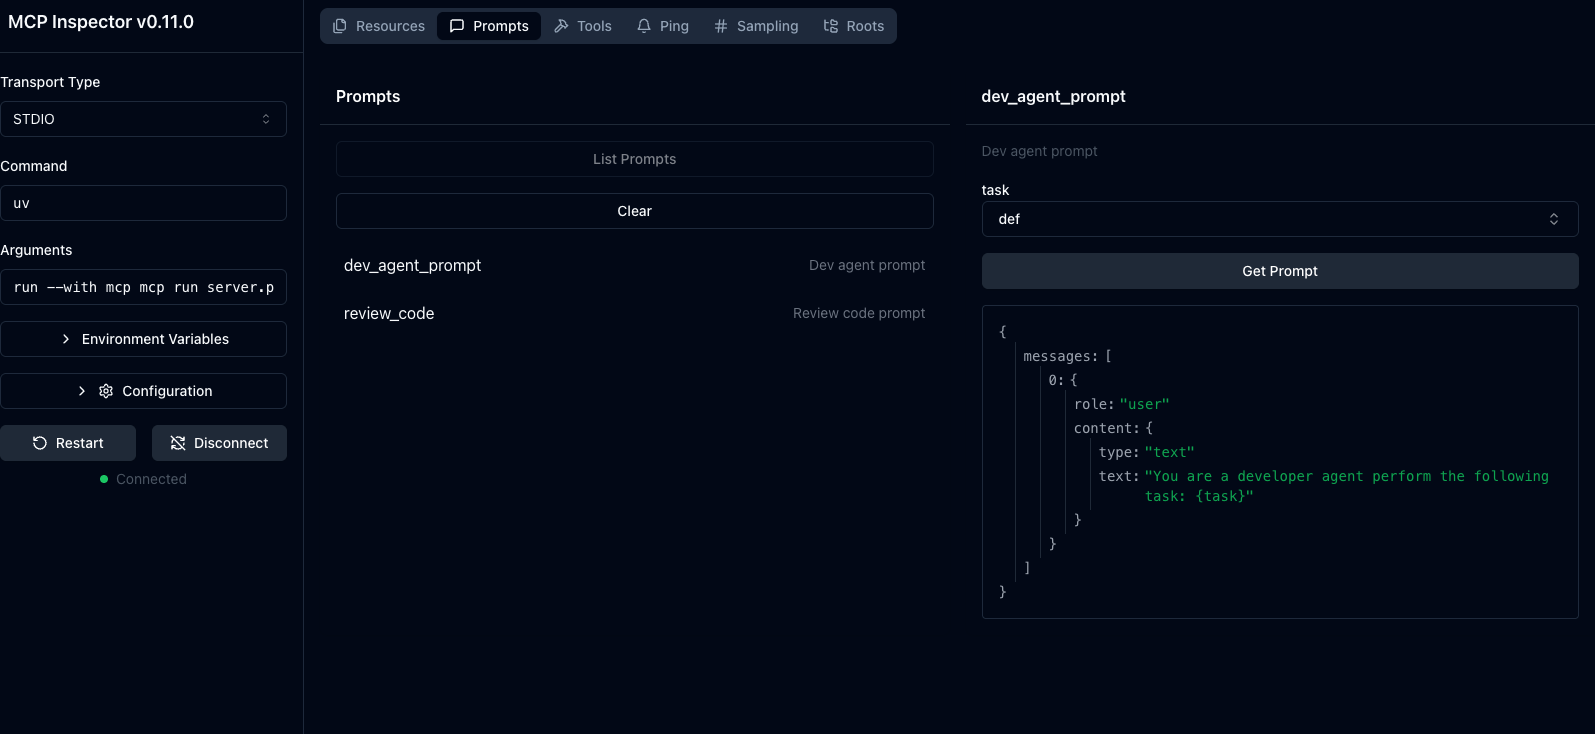 MCP Inspector v0.11.0
Transport Type
STDIO
Command
uv
Arguments
run --with mcp mcp run server.p
Environment Variables
Configuration
Restart Disconnect
Connected
Resources Prompts Tools Ping Sampling Roots
Prompts
List Prompts
Clear
dev_agent_prompt Dev agent prompt
review_code Review code prompt
dev_agent_prompt
Dev agent prompt
task
def
Get Prompt
{
messages: [
0: {
role: "user"
content: {
type: "text"
text: "You are a developer agent perform the following
task: {task}"
}
}
]
}